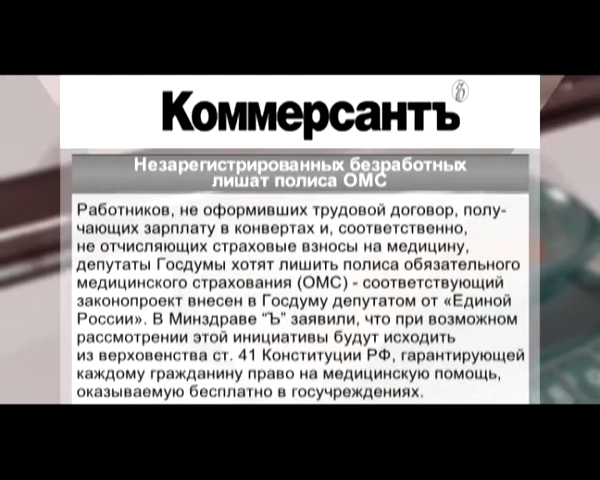 Коммерсантъ
Незарегистрированных безработных
лишат полиса ОМС
Работников, не оформивших трудовой договор, полу-
чающих зарплату в конвертах и, соответственно,
не отчисляющих страховые взносы на медицину,
депутаты Госдумы хотят лишить полиса обязательного
медицинского страхования (ОМС) - соответствующий
законопроект внесен в Госдуму депутатом от «Единой
России». В Минздраве “Ъ” заявили, что при возможном
рассмотрении этой инициативы будут исходить
из верховенства ст. 41 Конституции РФ, гарантирующей
каждому гражданину право на медицинскую помощь,
оказываемую бесплатно в госучреждениях.